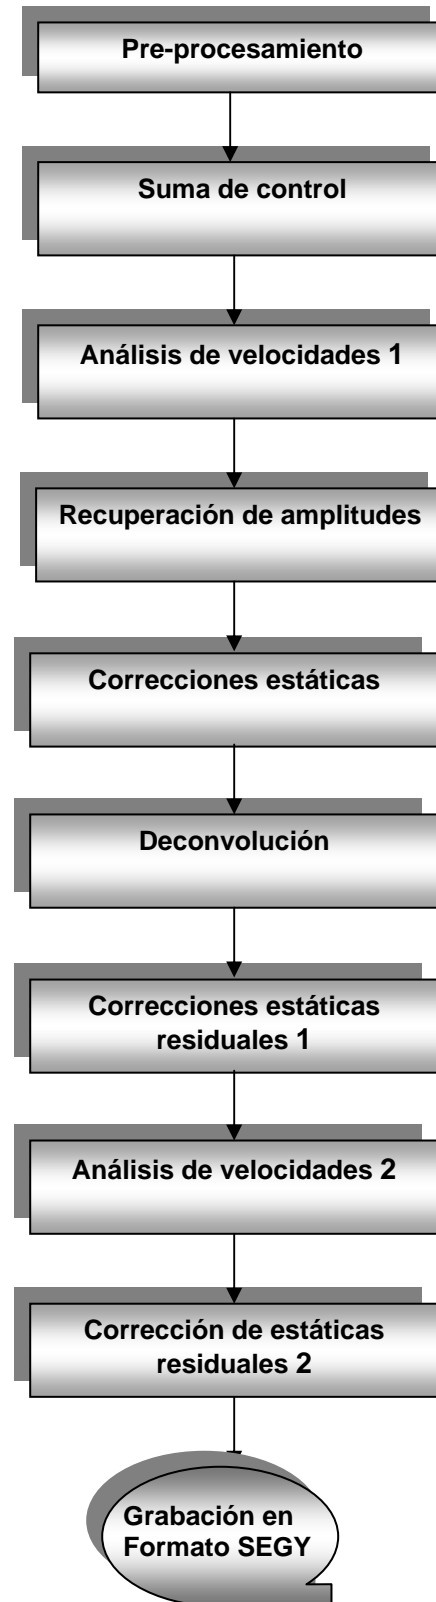 Pre-procesamiento
Suma de control
Análisis de velocidades 1
Recuperación de amplitudes
Correcciones estáticas
Deconvolución
Correcciones estáticas
residuales 1
Análisis de velocidades 2
Corrección de estáticas
residuales 2
Grabación en
Formato SEGY